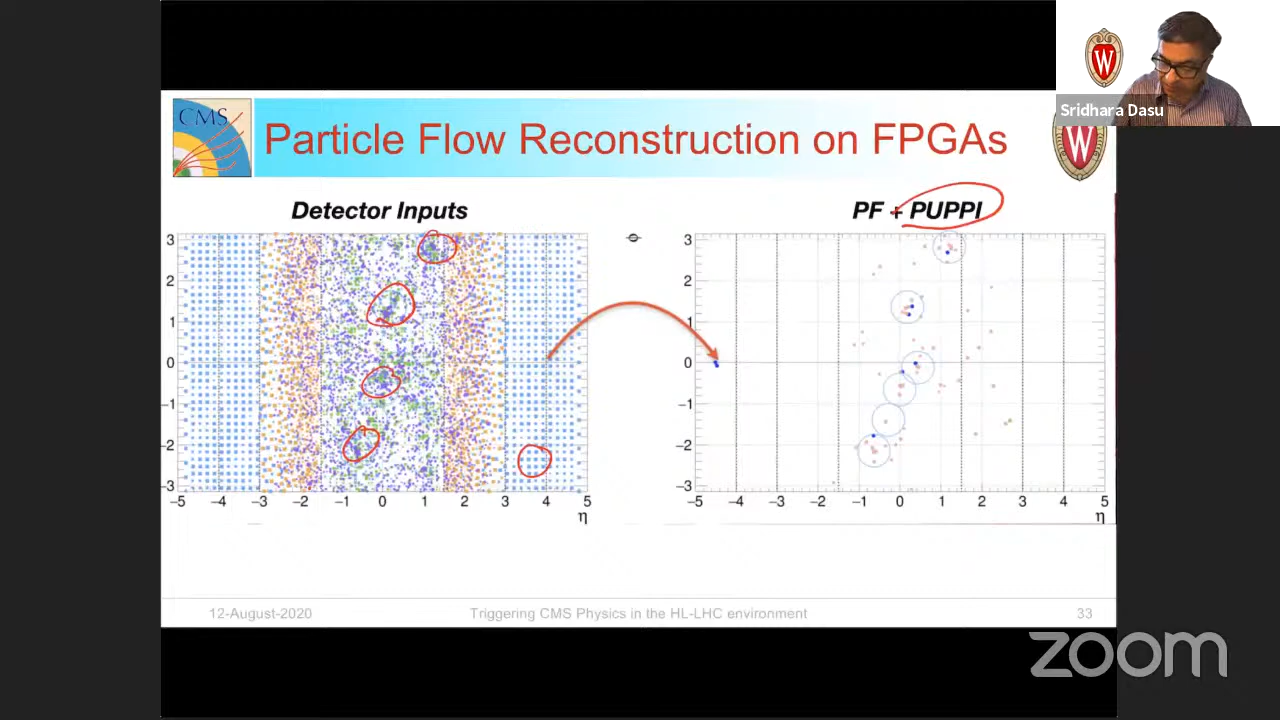 W
Sridhara Dasu
CMS
Particle Flow Reconstruction on FPGAs
W
Detector Inputs
PF + PUPPI
3
2
1
0
−1
−2
−3
−5 −4 −3 −2 −1 0 1 2 3 4 5
η
ϕ
3
2
1
0
−1
−2
−3
−5 −4 −3 −2 −1 0 1 2 3 4 5
η
12-August-2020 Triggering CMS Physics in the HL-LHC environment 33
zoom